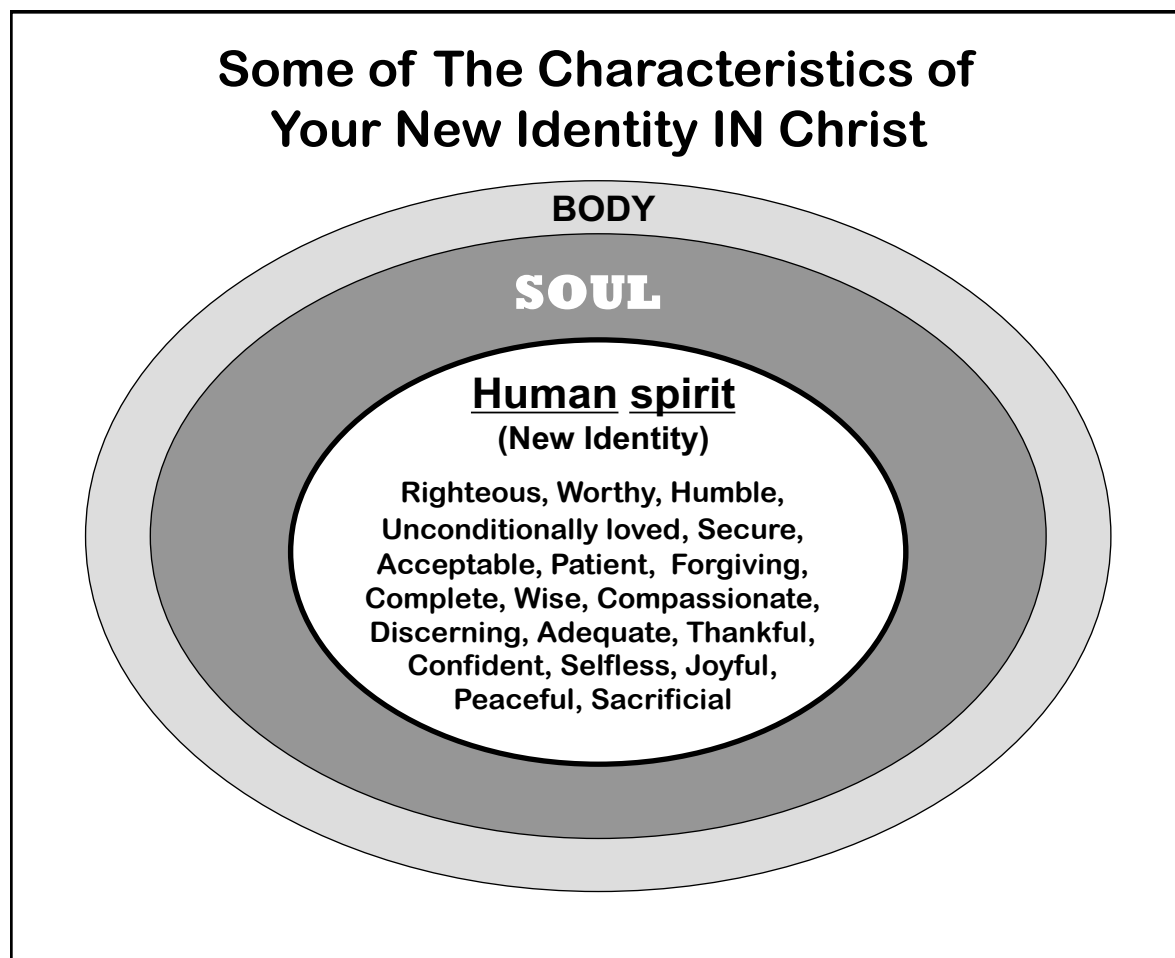 Some of The Characteristics of
Your New Identity IN Christ
BODY
SOUL
Human spirit
(New Identity)
Righteous, Worthy, Humble,
Unconditionally loved, Secure,
Acceptable, Patient, Forgiving,
Complete, Wise, Compassionate,
Discerning, Adequate, Thankful,
Confident, Selfless, Joyful,
Peaceful, Sacrificial